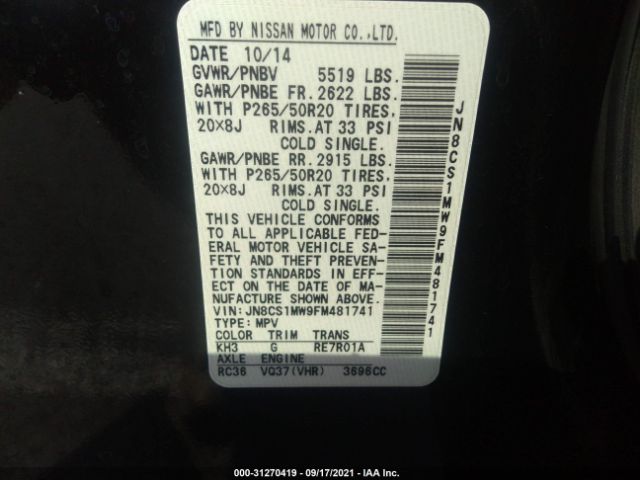 MFD BY NISSAN MOTOR CO.,LTD.
DATE 10/14
GVWR/PNBV 5519 LBS.
GAWR/PNBE FR. 2622 LBS.
WITH P265/50R20 TIRES,
20×8J RIMS. AT 33 PSI
COLD SINGLE.
GAWR/PNBE RR. 2915 LBS.
WITH P265/50R20 TIRES,
20×8J RIMS. AT 33 PSI
COLD SINGLE.
THIS VEHICLE CONFORMS
TO ALL APPLICABLE FED-
ERAL MOTOR VEHICLE SA-
FETY AND THEFT PREVEN-
TION STANDARDS IN EFF-
ECT ON THE DATE OF MA-
NUFACTURE SHOWN ABOVE.
VIN:JN8CS1MW9FM481741
TYPE:MPV
COLOR TRIM TRANS
KH3 G RE7R01A
AXLE ENGINE
RC36 VQ37(VHR) 3696CC
JN8CS1MW9FM481741
000-31270419 - 09/17/2021 - IAA Inc.